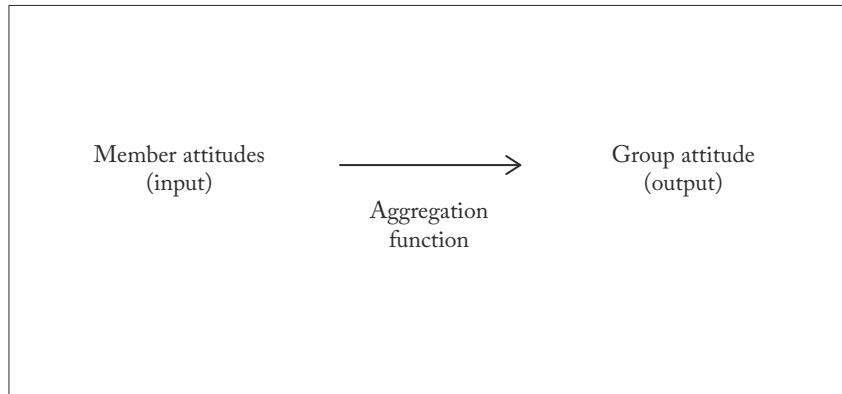 Member attitudes
(input)
Aggregation
function
Group attitude
(output)